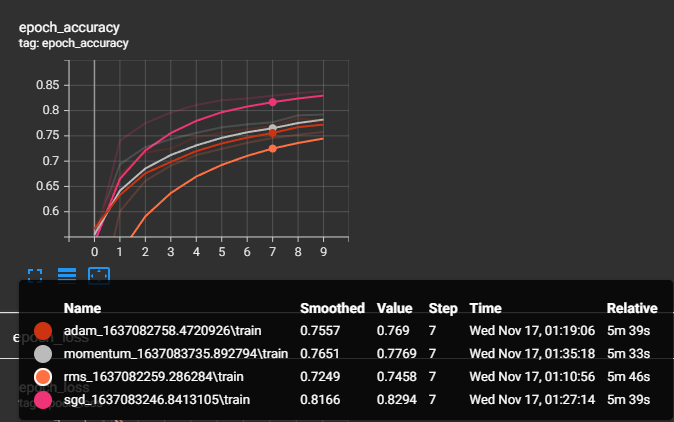 epoch_accuracy
tag: epoch_accuracy
0.85
0.8
0.75
0.7
0.65
0.6
0 1 2 3 4 5 6 7 8 9
epoch_loss
Name Smoothed Value Step Time Relative
adam_1637082758.4720926\train 0.7557 0.769 7 Wed Nov 17, 01:19:06 5m 39s
momentum_1637083735.892794\train 0.7651 0.7769 7 Wed Nov 17, 01:35:18 5m 33s
rms_1637082259.286284\train 0.7249 0.7458 7 Wed Nov 17, 01:10:56 5m 46s
sgd_1637083246.8413105\train 0.8166 0.8294 7 Wed Nov 17, 01:27:14 5m 39s
epoch_loss